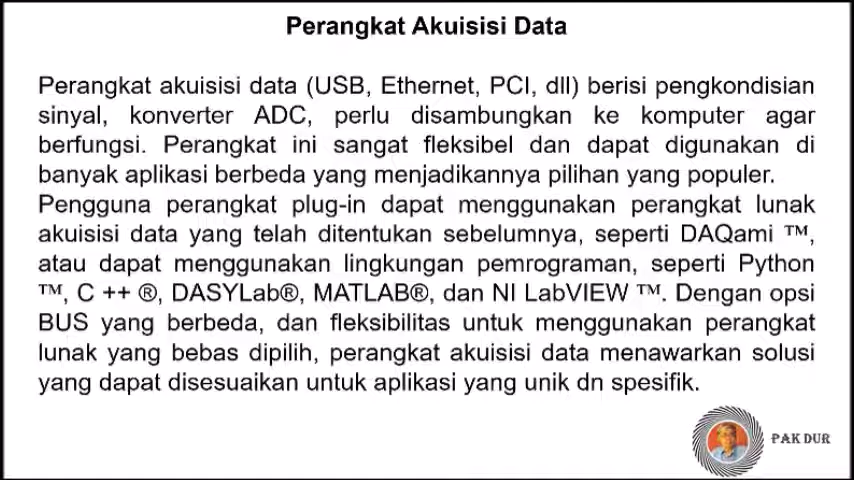 Perangkat Akuisisi Data
Perangkat akuisisi data (USB, Ethernet, PCI, dll) berisi pengkondisian
sinyal, konverter ADC, perlu disambungkan ke komputer agar
berfungsi. Perangkat ini sangat fleksibel dan dapat digunakan di
banyak aplikasi berbeda yang menjadikannya pilihan yang populer.
Pengguna perangkat plug-in dapat menggunakan perangkat lunak
akuisisi data yang telah ditentukan sebelumnya, seperti DAQami ™,
atau dapat menggunakan lingkungan pemrograman, seperti Python
™, C ++ ®, DASYLab®, MATLAB®, dan NI LabVIEW ™. Dengan opsi
BUS yang berbeda, dan fleksibilitas untuk menggunakan perangkat
lunak yang bebas dipilih, perangkat akuisisi data menawarkan solusi
yang dapat disesuaikan untuk aplikasi yang unik dn spesifik.
PAK DUR